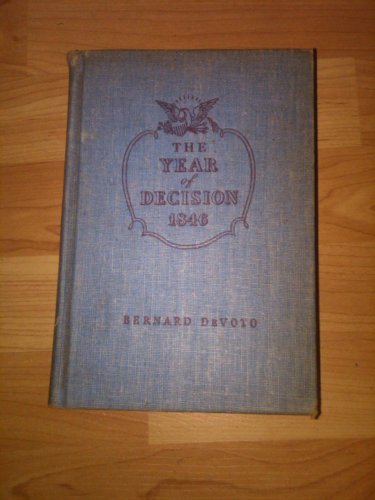 THE
YEAR
of
DECISION
1846
BERNARD DeVOTO